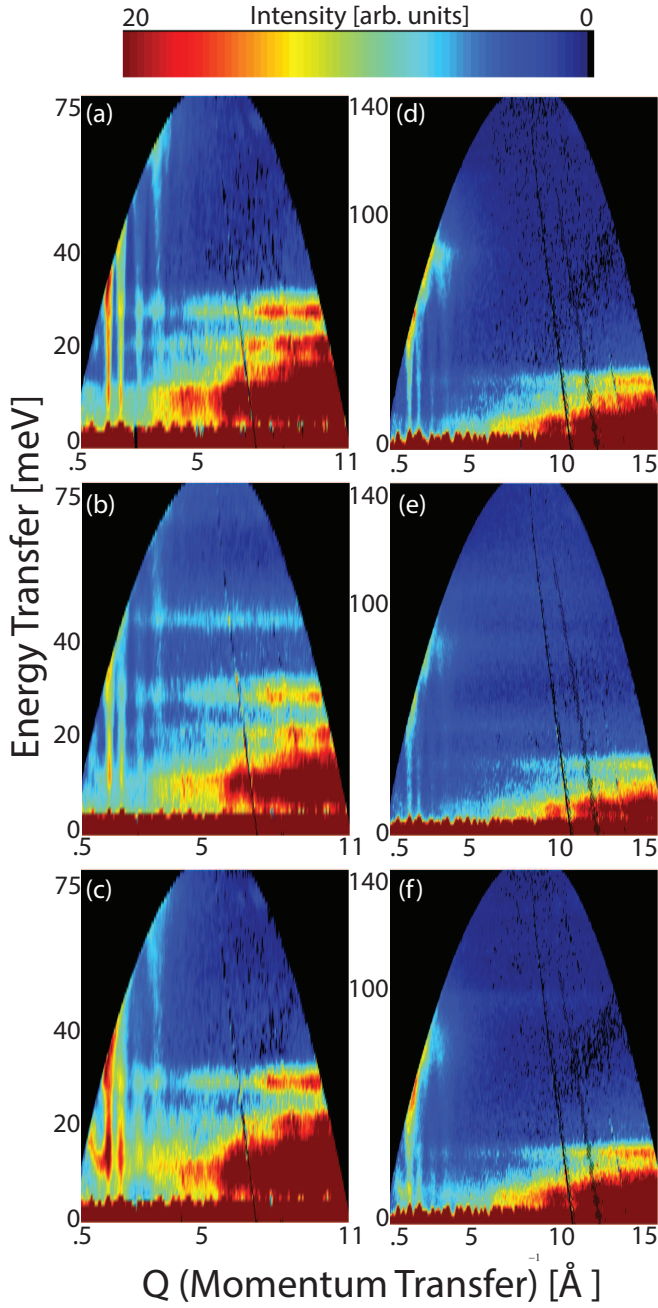 Intensity [arb. units]
20 0
(a)
75
40
20
0
.5 5 11
(d)
140
100
0
.5 5 10 15
(b)
75
40
20
0
.5 5 11
(e)
140
100
0
.5 5 10 15
(c)
75
40
20
0
.5 5 11
(f)
140
100
0
.5 5 10 15
Energy Transfer [meV]
Q (Momentum Transfer) [Å⁻¹]